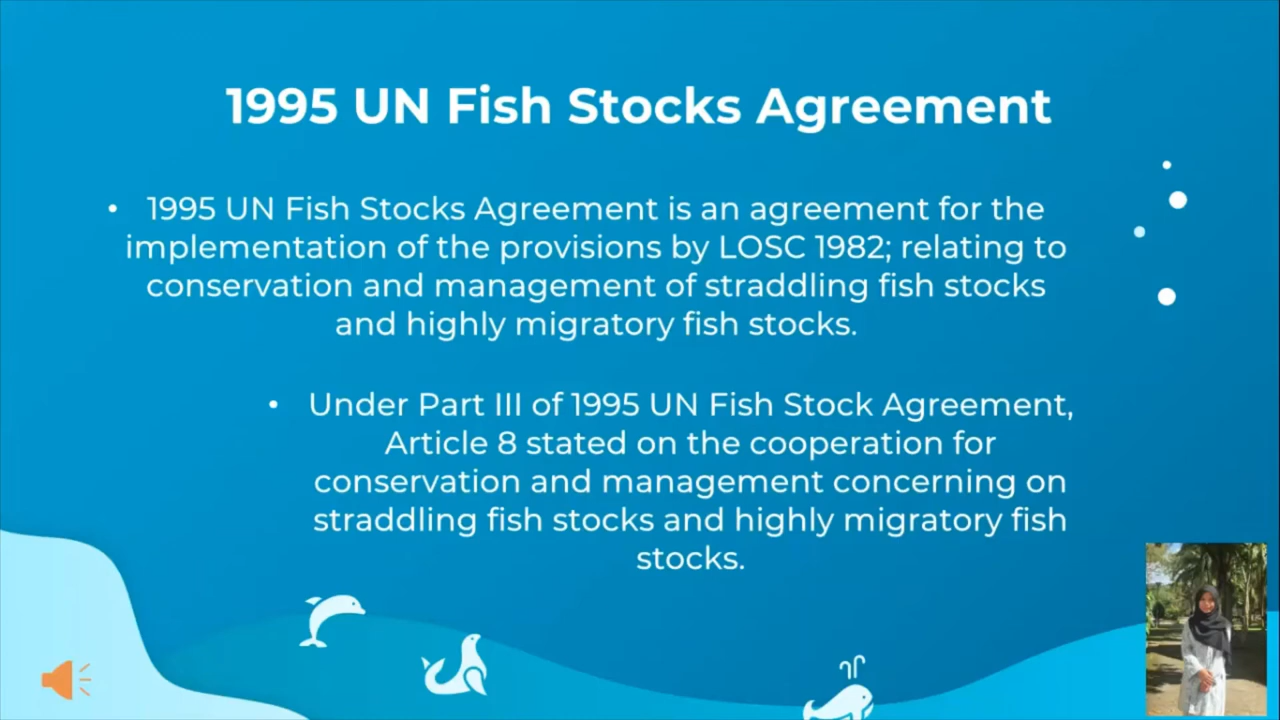 1995 UN Fish Stocks Agreement
• 1995 UN Fish Stocks Agreement is an agreement for the
implementation of the provisions by LOSC 1982; relating to
conservation and management of straddling fish stocks
and highly migratory fish stocks.
• Under Part III of 1995 UN Fish Stock Agreement,
Article 8 stated on the cooperation for
conservation and management concerning on
straddling fish stocks and highly migratory fish
stocks.